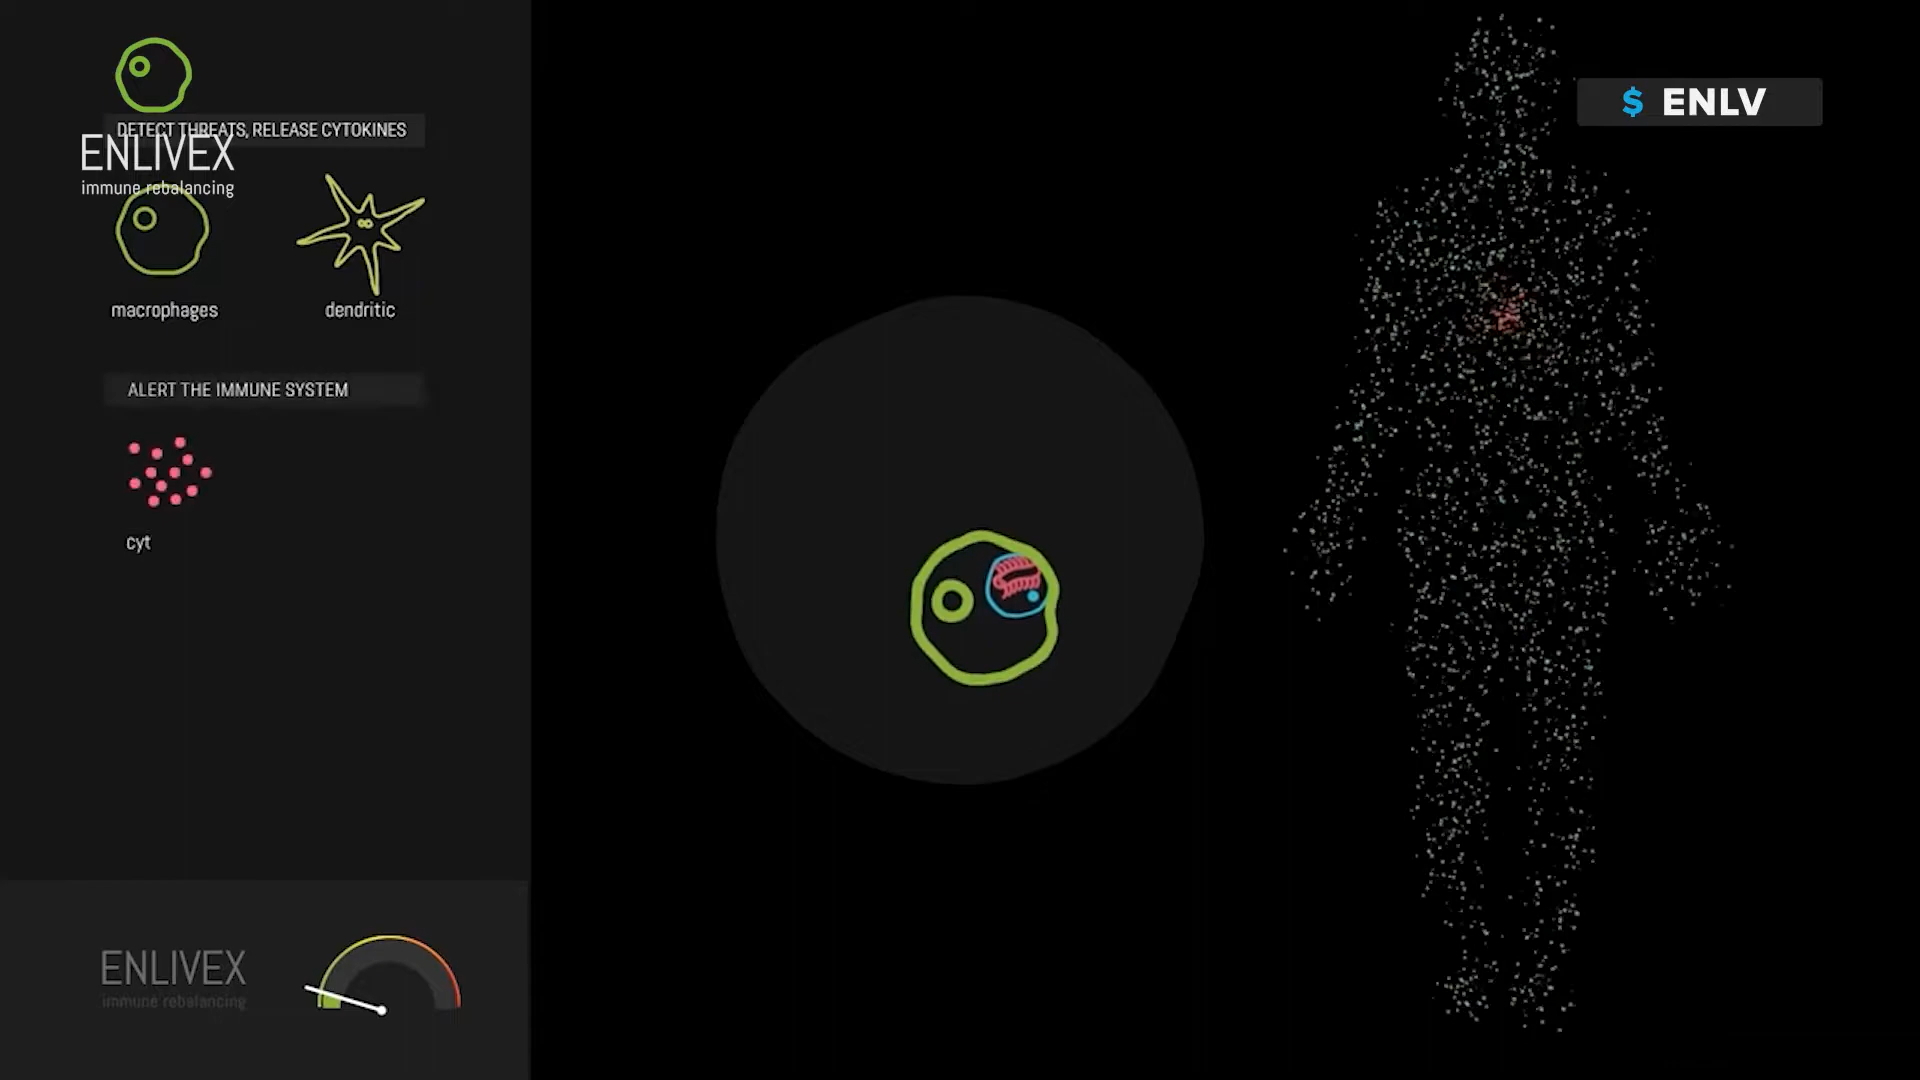 DETECT THREATS, RELEASE CYTOKINES
ENLIVEX
immune rebalancing
macrophages
dendritic
ALERT THE IMMUNE SYSTEM
cyt
ENLIVEX
immune rebalancing
$ ENLV